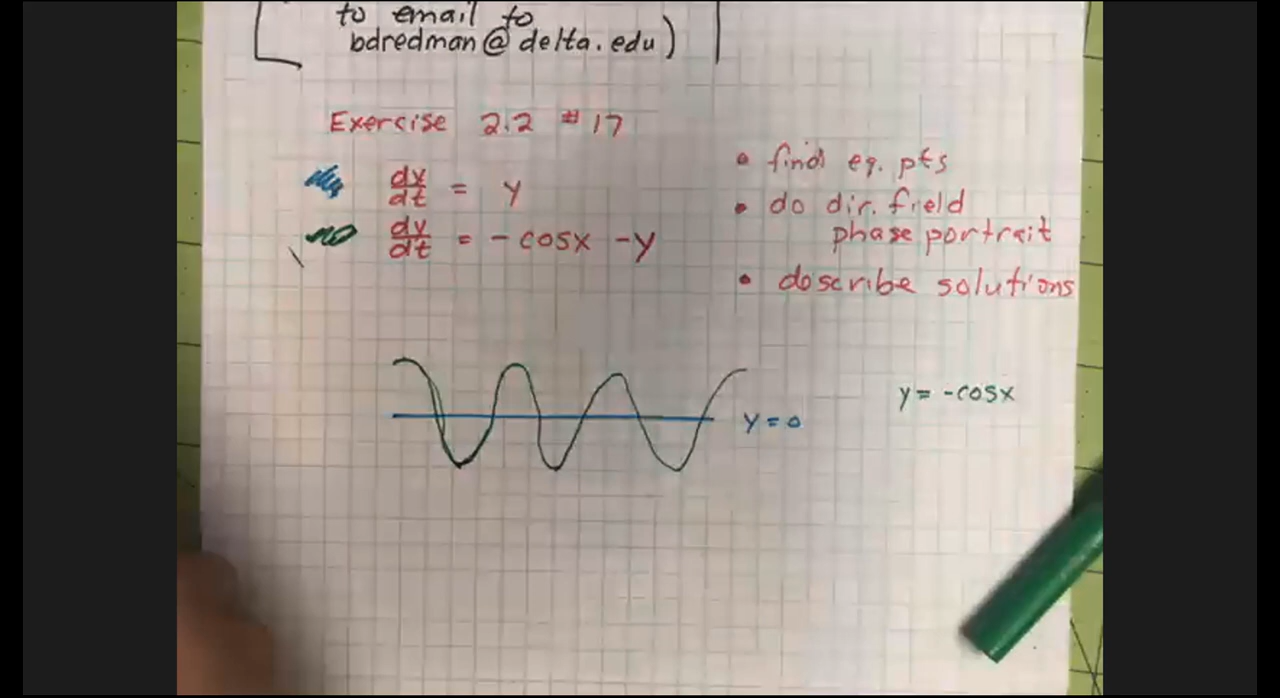 to email to
bdredman@delta.edu)
Exercise 2.2 #17
dx/dt = y
dy/dt = -cosx -y
• find eq. pts
• do dir. field
phase portrait
• describe solutions
y = -cosx
y = 0